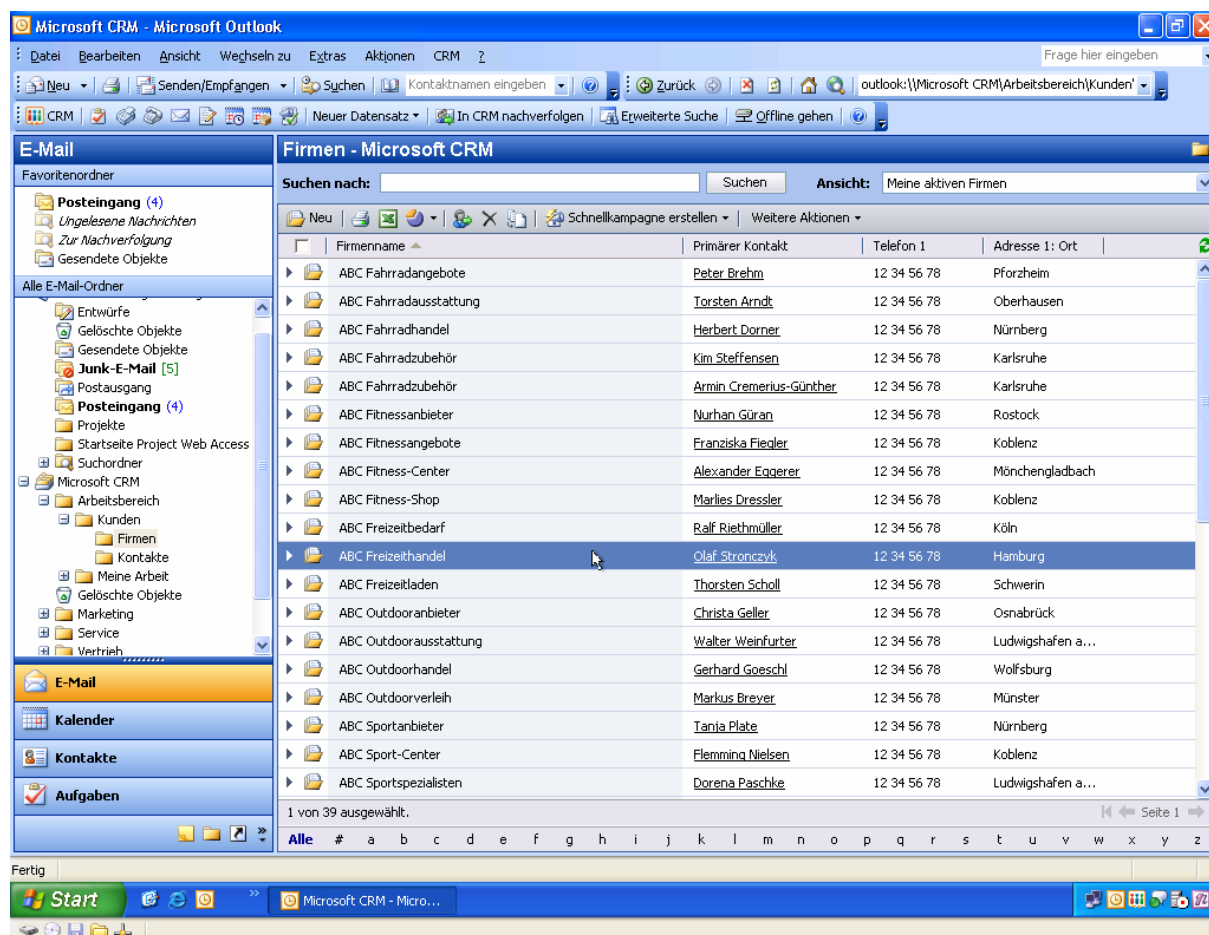 Microsoft CRM - Microsoft Outlook
Datei Bearbeiten Ansicht Wechseln zu Extras Aktionen CRM ? Frage hier eingeben
Neu Senden/Empfangen Suchen Kontaktnamen eingeben Zurück outlook:\\Microsoft CRM\Arbeitsbereich\Kunden'
CRM Neuer Datensatz In CRM nachverfolgen Erweiterte Suche Offline gehen
E-Mail
Favoritenordner
Posteingang (4)
Ungelesene Nachrichten
Zur Nachverfolgung
Gesendete Objekte
Alle E-Mail-Ordner
Entwürfe
Gelöschte Objekte
Gesendete Objekte
Junk-E-Mail [5]
Postausgang
Posteingang (4)
Projekte
Startseite Project Web Access
Suchordner
Microsoft CRM
Arbeitsbereich
Kunden
Firmen
Kontakte
Meine Arbeit
Gelöschte Objekte
Marketing
Service
Vertrieb
E-Mail
Kalender
Kontakte
Aufgaben
Firmen - Microsoft CRM
Suchen nach: Suchen Ansicht: Meine aktiven Firmen
Neu Schnellkampagne erstellen Weitere Aktionen
Firmenname Primärer Kontakt Telefon 1 Adresse 1: Ort
ABC Fahrradangebote Peter Brehm 12 34 56 78 Pforzheim
ABC Fahrradausstattung Torsten Arndt 12 34 56 78 Oberhausen
ABC Fahrradhandel Herbert Dorner 12 34 56 78 Nürnberg
ABC Fahrradzubehör Kim Steffensen 12 34 56 78 Karlsruhe
ABC Fahrradzubehör Armin Cremerius-Günther 12 34 56 78 Karlsruhe
ABC Fitnessanbieter Nurhan Güran 12 34 56 78 Rostock
ABC Fitnessangebote Franziska Fiegler 12 34 56 78 Koblenz
ABC Fitness-Center Alexander Eggerer 12 34 56 78 Mönchengladbach
ABC Fitness-Shop Marlies Dressler 12 34 56 78 Koblenz
ABC Freizeitbedarf Ralf Riethmüller 12 34 56 78 Köln
ABC Freizeithandel Olaf Stronczyk 12 34 56 78 Hamburg
ABC Freizeitladen Thorsten Scholl 12 34 56 78 Schwerin
ABC Outdooranbieter Christa Geller 12 34 56 78 Osnabrück
ABC Outdoorausstattung Walter Weinfurter 12 34 56 78 Ludwigshafen a...
ABC Outdoorhandel Gerhard Goeschl 12 34 56 78 Wolfsburg
ABC Outdoorverleih Markus Breyer 12 34 56 78 Münster
ABC Sportanbieter Tanja Plate 12 34 56 78 Nürnberg
ABC Sport-Center Flemming Nielsen 12 34 56 78 Koblenz
ABC Sportspezialisten Dorena Paschke 12 34 56 78 Ludwigshafen a...
1 von 39 ausgewählt. Seite 1
Alle # a b c d e f g h i j k l m n o p q r s t u v w x y z
Fertig
Start Microsoft CRM - Micro...